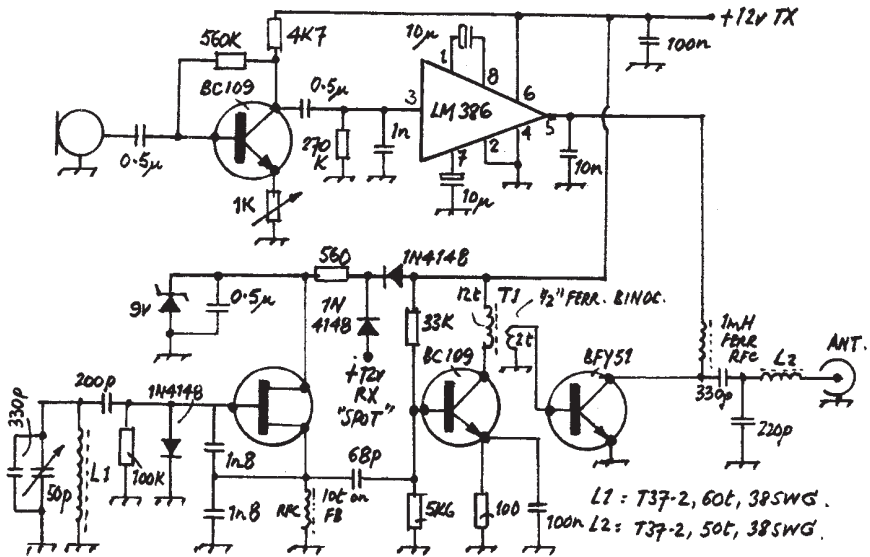 +12v TX
4K7
10µ
100n
560K
1
8
BC109
0.5µ
3
LM386
6
5
4
2
7
270
K
1n
10n
0.5µ
1K
10µ
560
1N4148
12t
T1
½" FERR. BINOC.
9v
0.5µ
1N
4148
33K
2t
1mH
FERR
RFC
+12v
RX
"SPOT"
BC109
BFY51
L2
ANT.
200p
1N4148
330p
330p
220p
50p
L1
100K
1n8
68p
1n8
RFC
10t on
FB
5K6
100
100n
L1 = T37-2, 60t, 38SWG.
L2 = T37-2, 50t, 38SWG.